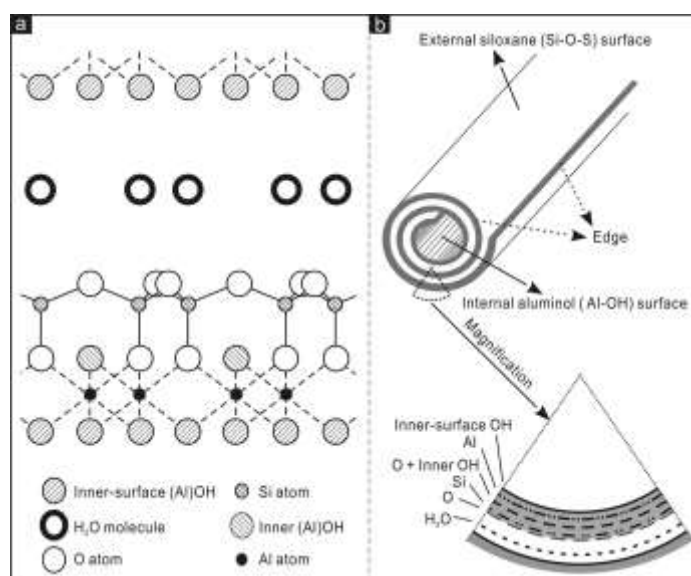 a
Inner-surface (Al)OH
Si atom
H₂O molecule
Inner (Al)OH
O atom
Al atom
b
External siloxane (Si-O-S) surface
Edge
Internal aluminol (Al-OH) surface
Magnification
Inner-surface OH
Al
O + Inner OH
Si
O
H₂O